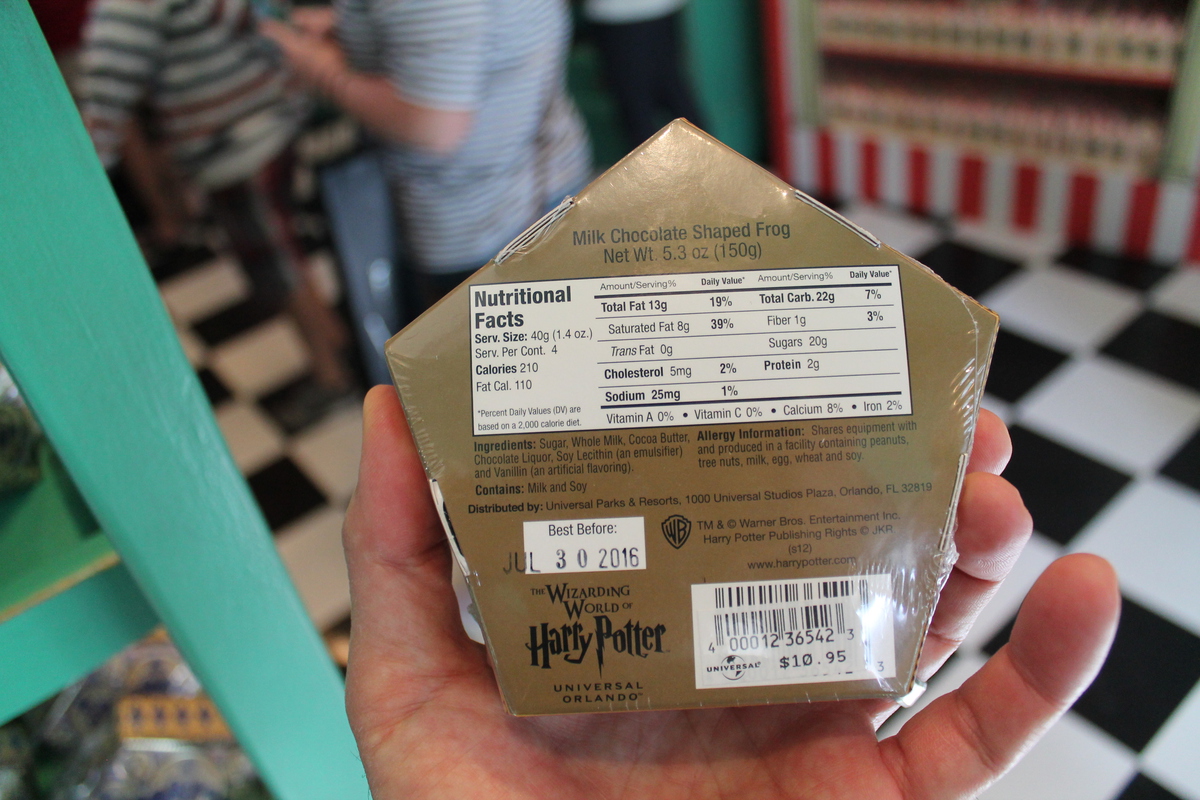 Milk Chocolate Shaped Frog
Net Wt. 5.3 oz (150g)
Nutritional
Facts
Serv. Size: 40g (1.4 oz.)
Serv. Per Cont. 4
Calories 210
Fat Cal. 110
*Percent Daily Values (DV) are
based on a 2,000 calorie diet.
Amount/Serving% Daily Value* Amount/Serving% Daily Value*
Total Fat 13g 19% Total Carb. 22g 7%
Saturated Fat 8g 39% Fiber 1g 3%
Trans Fat 0g Sugars 20g
Cholesterol 5mg 2% Protein 2g
Sodium 25mg 1%
Vitamin A 0% • Vitamin C 0% • Calcium 8% • Iron 2%
Ingredients: Sugar, Whole Milk, Cocoa Butter,
Chocolate Liquor, Soy Lecithin (an emulsifier)
and Vanillin (an artificial flavoring).
Contains: Milk and Soy
Allergy Information: Shares equipment with
and produced in a facility containing peanuts,
tree nuts, milk, egg, wheat and soy.
Distributed by: Universal Parks & Resorts, 1000 Universal Studios Plaza, Orlando, FL 32819
Best Before:
JUL 30 2016
WB
TM & © Warner Bros. Entertainment Inc.
Harry Potter Publishing Rights © JKR
(s12)
www.harrypotter.com
THE WIZARDING
WORLD OF
Harry Potter
UNIVERSAL
ORLANDO™
4 00012 36542 3
UNIVERSAL $10.95 3